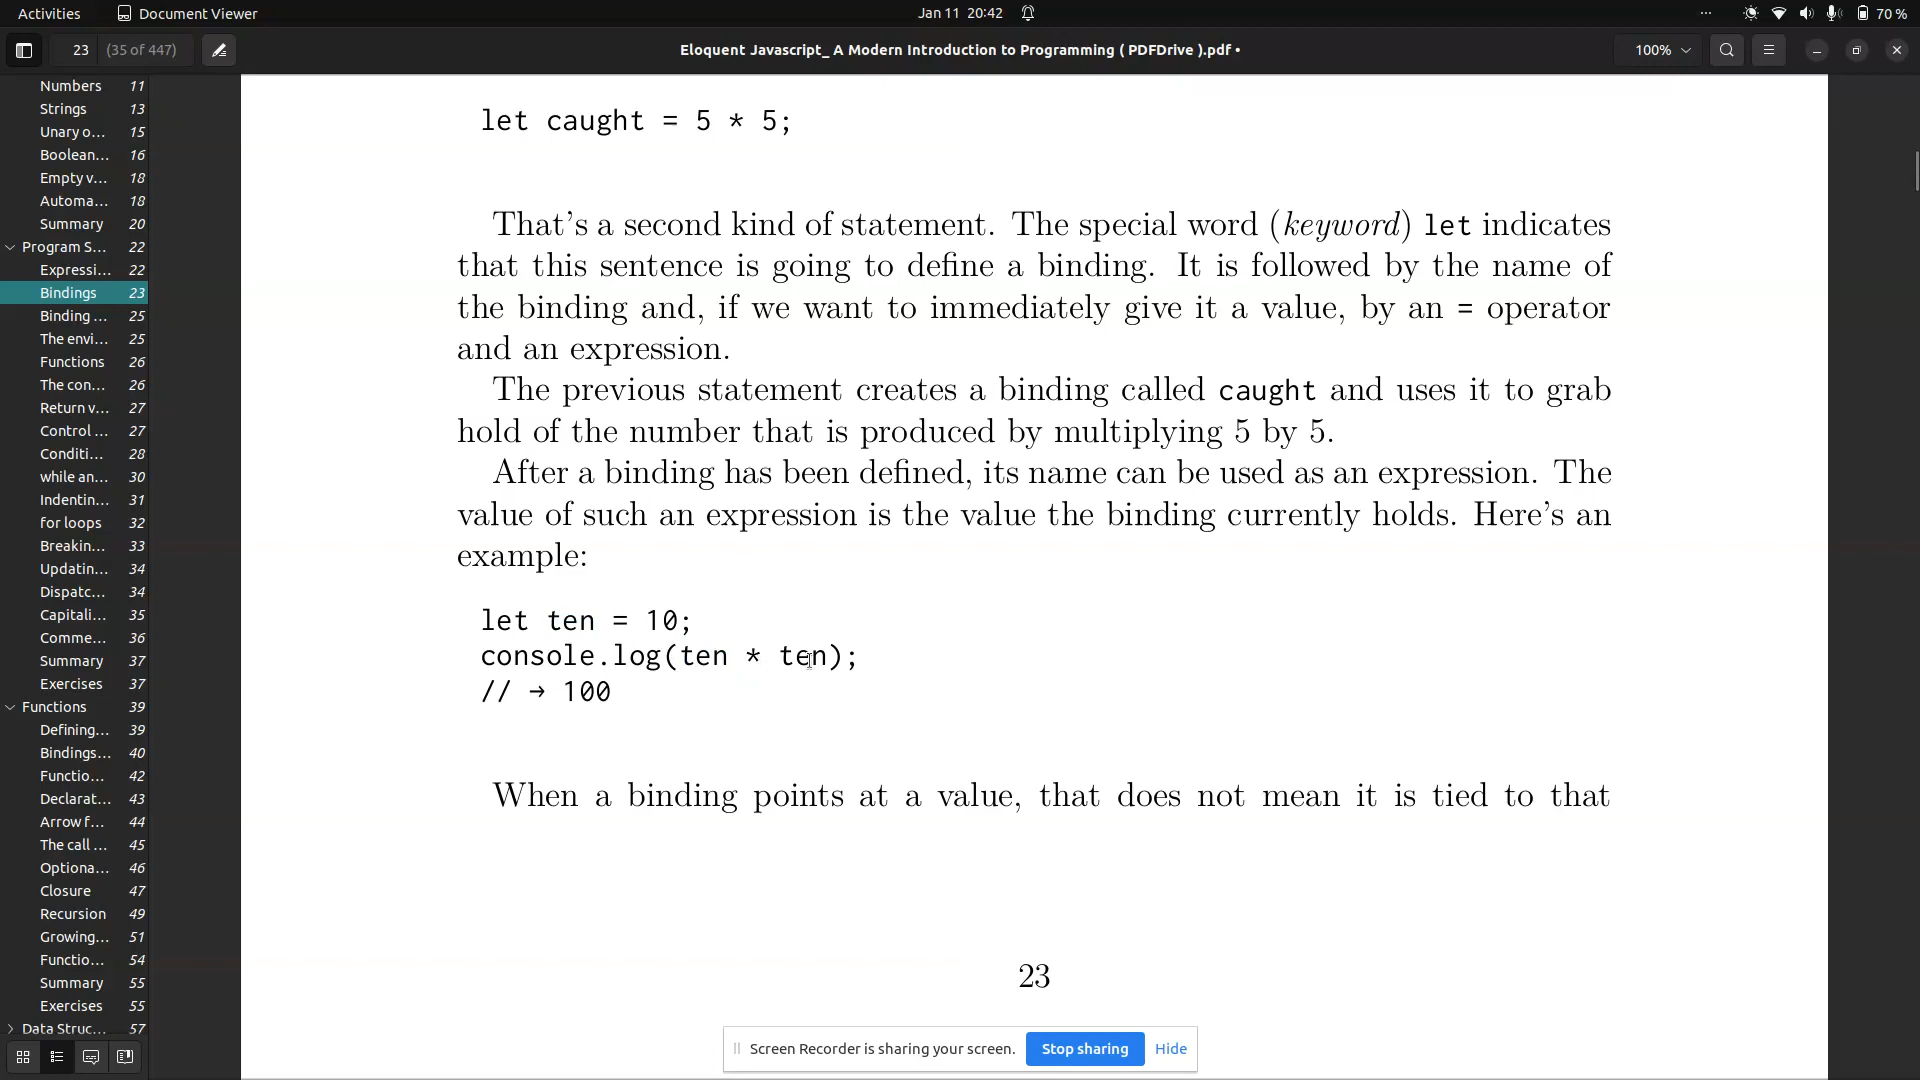 Activities
Document Viewer
Jan 11 20:42
70 %
23
(35 of 447)
Eloquent Javascript_ A Modern Introduction to Programming ( PDFDrive ).pdf •
100%
Numbers 11
Strings 13
Unary o... 15
Boolean... 16
Empty v... 18
Automa... 18
Summary 20
Program S... 22
Expressi... 22
Bindings 23
Binding ... 25
The envi... 25
Functions 26
The con... 26
Return v... 27
Control ... 27
Conditi... 28
while an... 30
Indentin... 31
for loops 32
Breakin... 33
Updatin... 34
Dispatc... 34
Capitali... 35
Comme... 36
Summary 37
Exercises 37
Functions 39
Defining... 39
Bindings... 40
Functio... 42
Declarat... 43
Arrow f... 44
The call ... 45
Optiona... 46
Closure 47
Recursion 49
Growing... 51
Functio... 54
Summary 55
Exercises 55
Data Struc... 57
let caught = 5 * 5;
That's a second kind of statement. The special word (keyword) let indicates
that this sentence is going to define a binding. It is followed by the name of
the binding and, if we want to immediately give it a value, by an = operator
and an expression.
The previous statement creates a binding called caught and uses it to grab
hold of the number that is produced by multiplying 5 by 5.
After a binding has been defined, its name can be used as an expression. The
value of such an expression is the value the binding currently holds. Here's an
example:
let ten = 10;
console.log(ten * ten);
// → 100
When a binding points at a value, that does not mean it is tied to that
23
Screen Recorder is sharing your screen.
Stop sharing
Hide